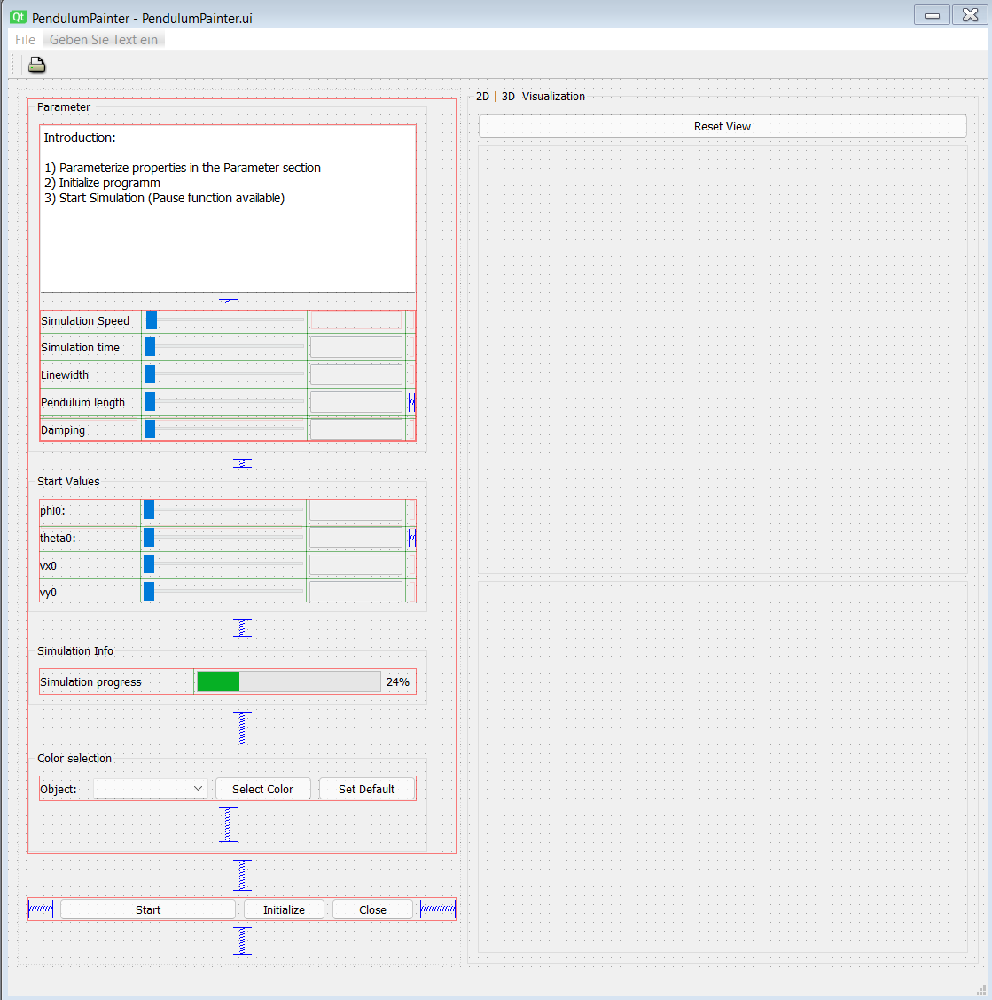 Qt PendulumPainter - PendulumPainter.ui
File Geben Sie Text ein
Parameter
Introduction:
1) Parameterize properties in the Parameter section
2) Initialize programm
3) Start Simulation (Pause function available)
Simulation Speed
Simulation time
Linewidth
Pendulum length
Damping
Start Values
phi0:
theta0:
vx0
vy0
Simulation Info
Simulation progress 24%
Color selection
Object: Select Color Set Default
Start Initialize Close
2D | 3D Visualization
Reset View